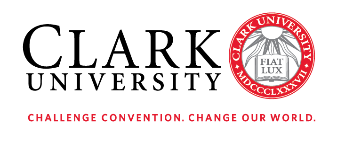 CLARK
UNIVERSITY
CLARK UNIVERSITY
FIAT
LUX
MDCCCLXXXVII
CHALLENGE CONVENTION. CHANGE OUR WORLD.